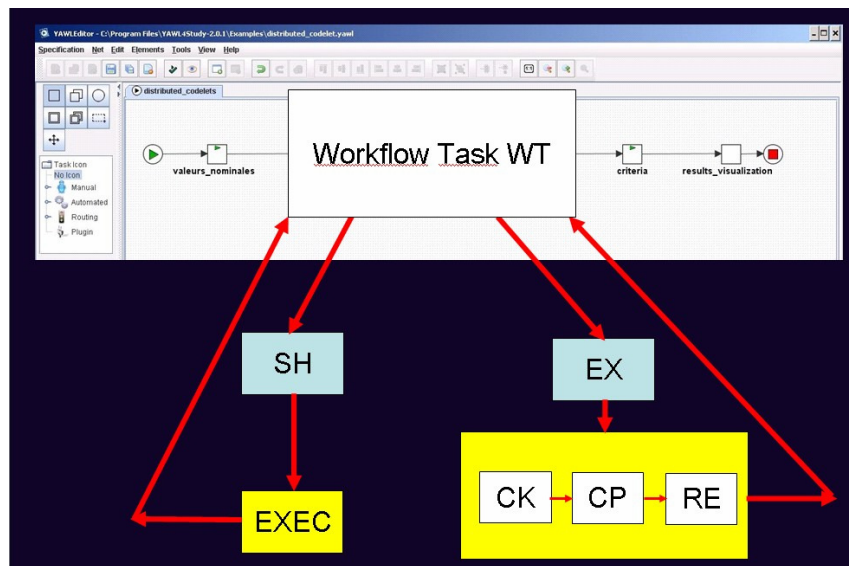 YAWLEditor - C:\Program Files\YAWL4Study-2.0.1\Examples\distributed_codelet.yawl
Specification Net Edit Elements Tools View Help
distributed_codelets
Task Icon
No Icon
Manual
Automated
Routing
Plugin
valeurs_nominales
Workflow Task WT
criteria
results_visualization
SH
EX
EXEC
CK
CP
RE